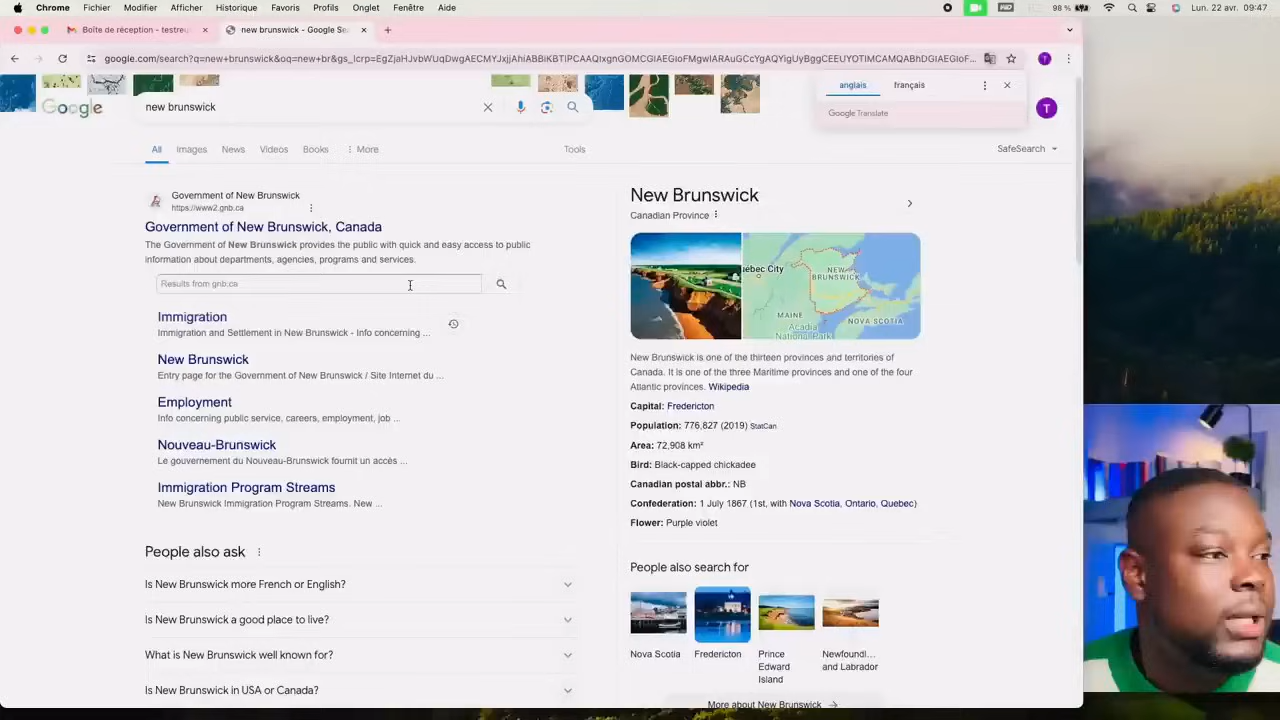 Chrome Fichier Modifier Afficher Historique Favoris Profils Onglet Fenêtre Aide 98 % Lun. 22 avr. 09:47
Boîte de réception - testreu
new brunswick - Google Se
Google
new brunswick
anglais français
Google Translate
T
All Images News Videos Books More Tools SafeSearch
Government of New Brunswick
https://www2.gnb.ca
Government of New Brunswick, Canada
The Government of New Brunswick provides the public with quick and easy access to public
information about departments, agencies, programs and services.
Results from gnb.ca
Immigration
Immigration and Settlement in New Brunswick - Info concerning ...
New Brunswick
Entry page for the Government of New Brunswick / Site Internet du ...
Employment
Info concerning public service, careers, employment, job ...
Nouveau-Brunswick
Le gouvernement du Nouveau-Brunswick fournit un accès ...
Immigration Program Streams
New Brunswick Immigration Program Streams. New ...
People also ask
Is New Brunswick more French or English?
Is New Brunswick a good place to live?
What is New Brunswick well known for?
Is New Brunswick in USA or Canada?
New Brunswick
Canadian Province
uébec City
NEW
BRUNSWICK
MAINE
Acadia
National Park
NOVA SCOTIA
New Brunswick is one of the thirteen provinces and territories of
Canada. It is one of the three Maritime provinces and one of the four
Atlantic provinces. Wikipedia
Capital: Fredericton
Population: 776,827 (2019) StatCan
Area: 72,908 km²
Bird: Black-capped chickadee
Canadian postal abbr.: NB
Confederation: 1 July 1867 (1st, with Nova Scotia, Ontario, Quebec)
Flower: Purple violet
People also search for
Nova Scotia
Fredericton
Prince
Edward
Island
Newfoundl...
and Labrador
More about New Brunswick